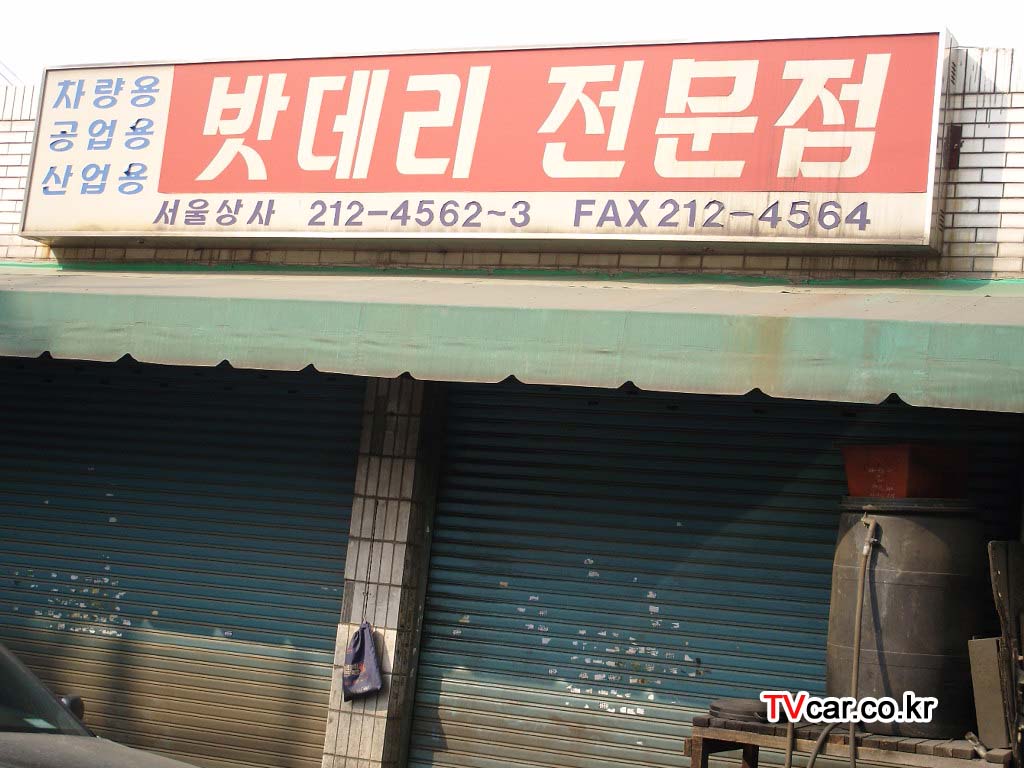 차량용
공업용
산업용
밧데리 전문점
서울상사 212-4562~3 FAX 212-4564
TVcar.co.kr